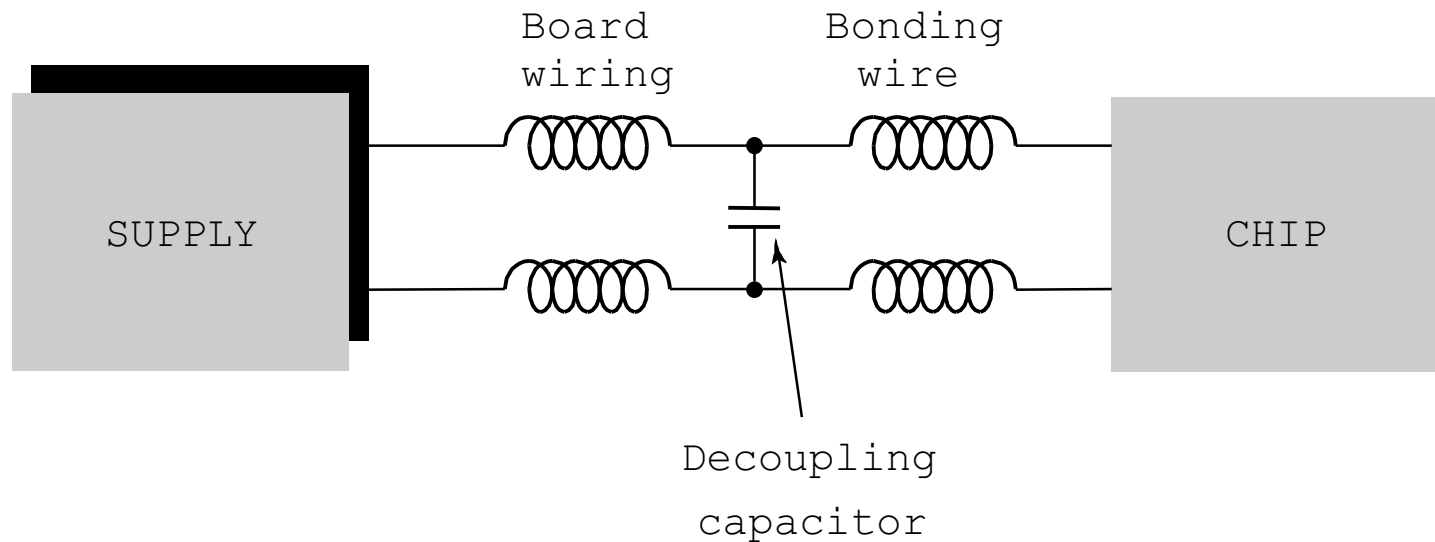 Board
wiring
Bonding
wire
SUPPLY
CHIP
Decoupling
capacitor